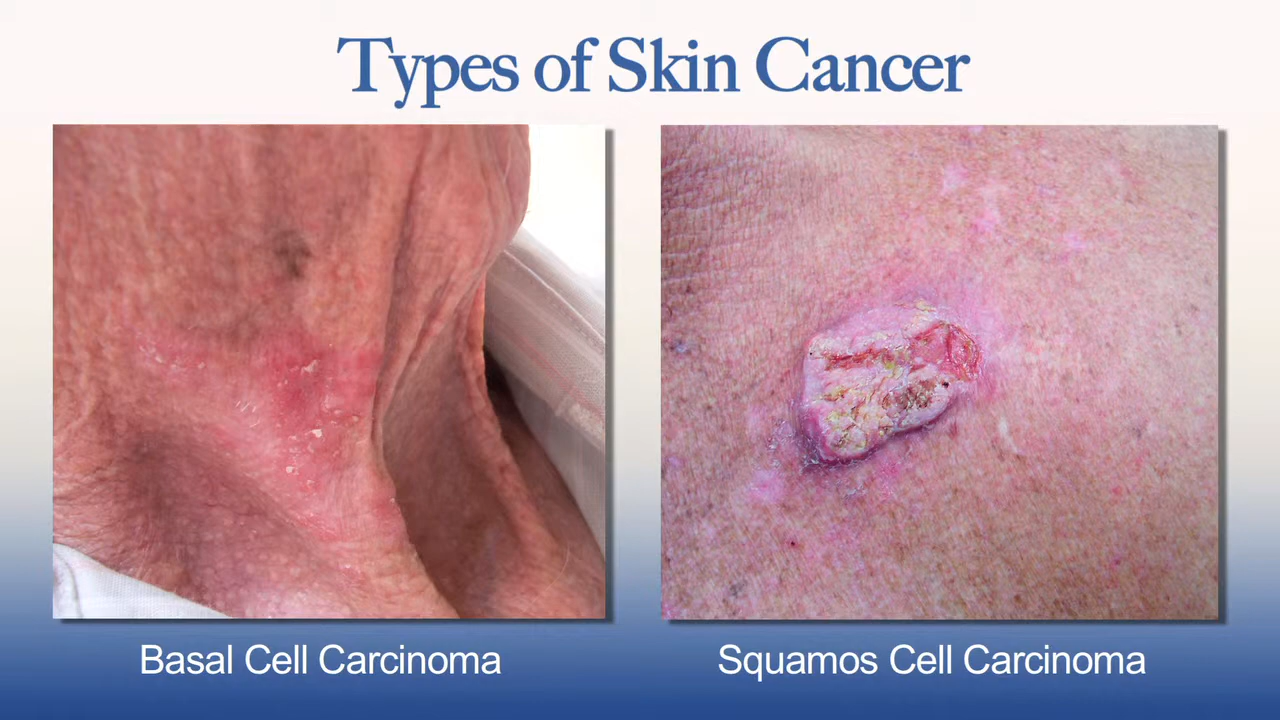 Types of Skin Cancer
Basal Cell Carcinoma
Squamos Cell Carcinoma